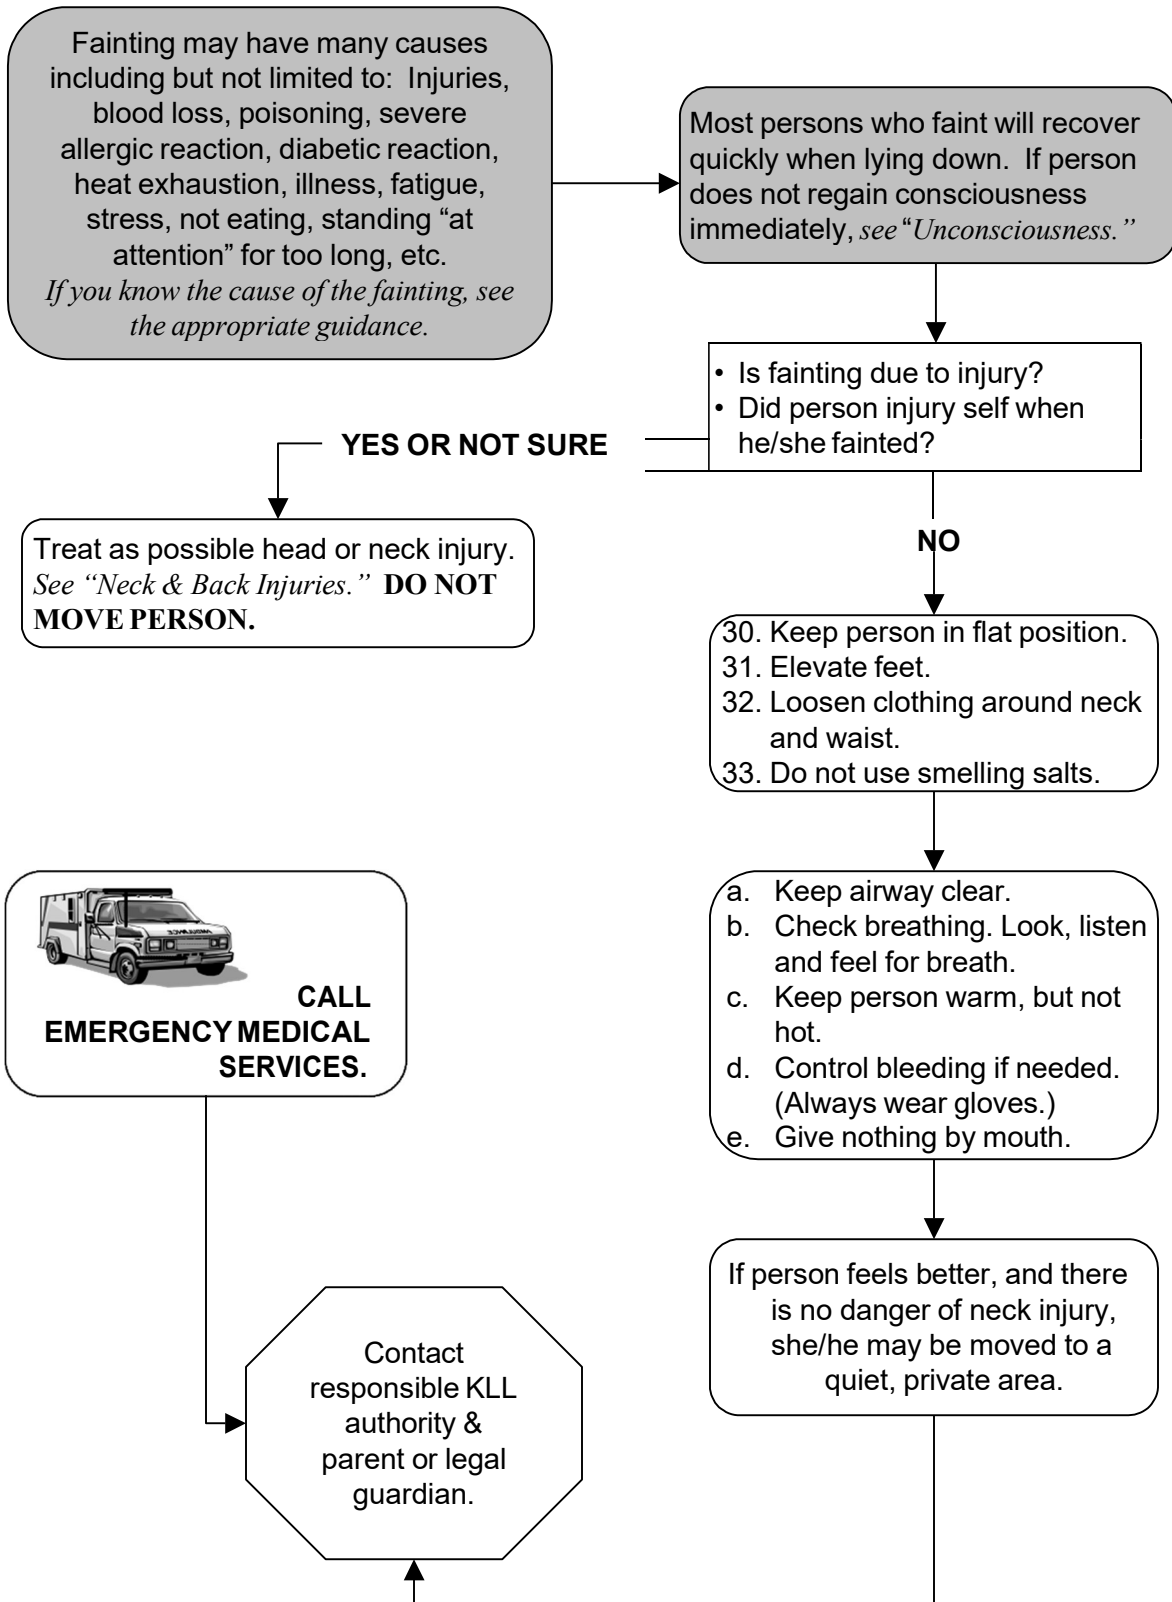 Fainting may have many causes
including but not limited to: Injuries,
blood loss, poisoning, severe
allergic reaction, diabetic reaction,
heat exhaustion, illness, fatigue,
stress, not eating, standing “at
attention” for too long, etc.
If you know the cause of the fainting, see
the appropriate guidance.
Most persons who faint will recover
quickly when lying down. If person
does not regain consciousness
immediately, see “Unconsciousness.”
• Is fainting due to injury?
• Did person injury self when
he/she fainted?
YES OR NOT SURE
Treat as possible head or neck injury.
See “Neck & Back Injuries.” DO NOT
MOVE PERSON.
NO
30. Keep person in flat position.
31. Elevate feet.
32. Loosen clothing around neck
and waist.
33. Do not use smelling salts.
a. Keep airway clear.
b. Check breathing. Look, listen
and feel for breath.
c. Keep person warm, but not
hot.
d. Control bleeding if needed.
(Always wear gloves.)
e. Give nothing by mouth.
CALL
EMERGENCY MEDICAL
SERVICES.
If person feels better, and there
is no danger of neck injury,
she/he may be moved to a
quiet, private area.
Contact
responsible KLL
authority &
parent or legal
guardian.